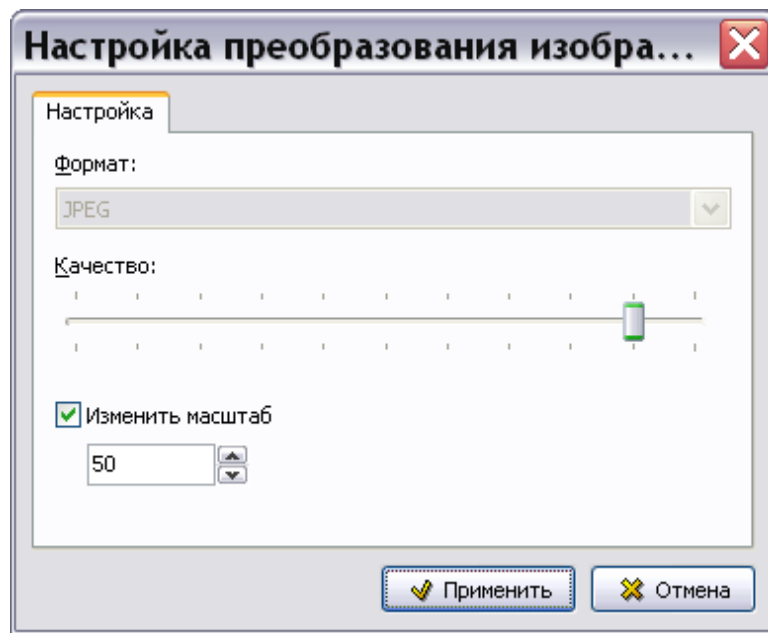 Настройка преобразования изобра...
Настройка
Формат:
JPEG
Качество:
Изменить масштаб
50
Применить
Отмена